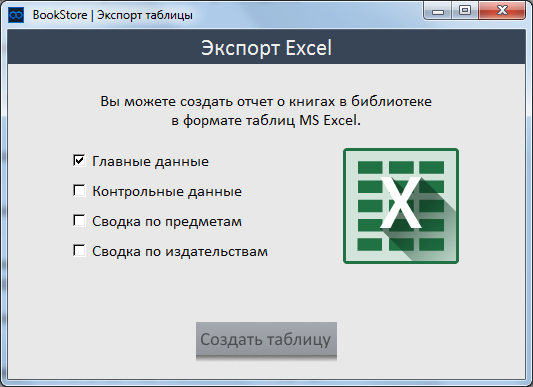 BookStore | Экспорт таблицы
Экспорт Excel
Вы можете создать отчет о книгах в библиотеке
в формате таблиц MS Excel.
Главные данные
Контрольные данные
Сводка по предметам
Сводка по издательствам
X
Создать таблицу